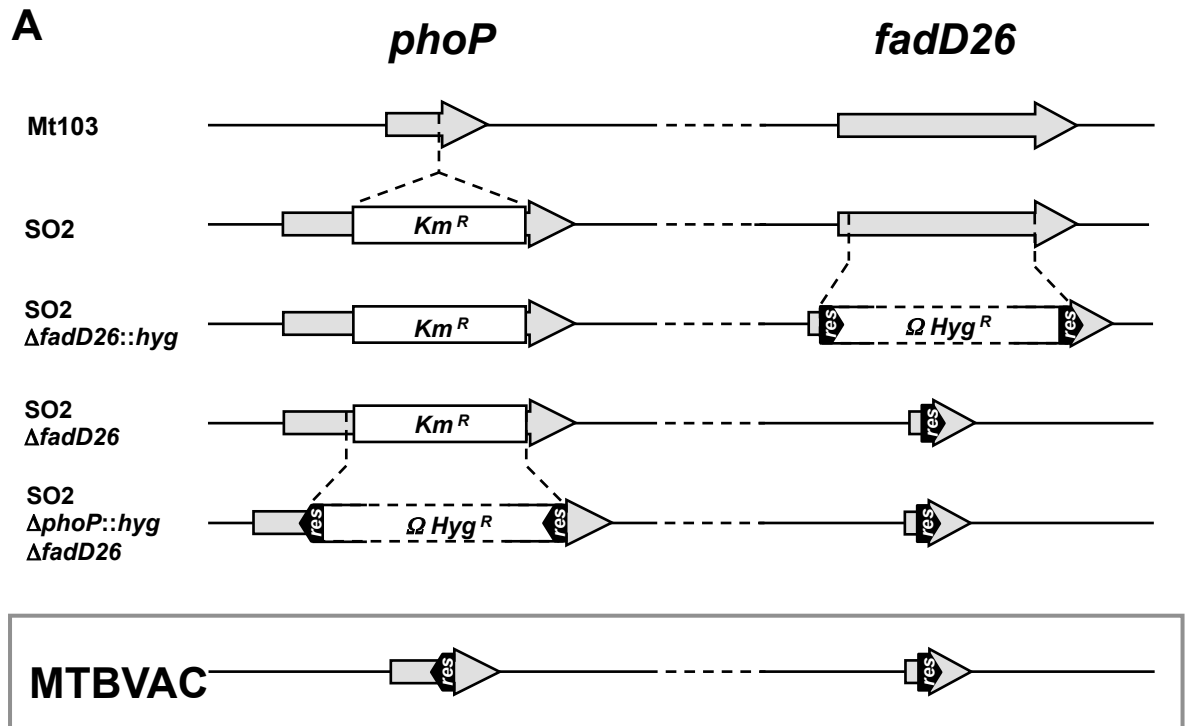 A
phoP fadD26
Mt103
SO2 Km R
SO2
ΔfadD26::hyg Km R res Ω Hyg R res
SO2
ΔfadD26 Km R res
SO2
ΔphoP::hyg res Ω Hyg R res res
ΔfadD26
MTBVAC res res